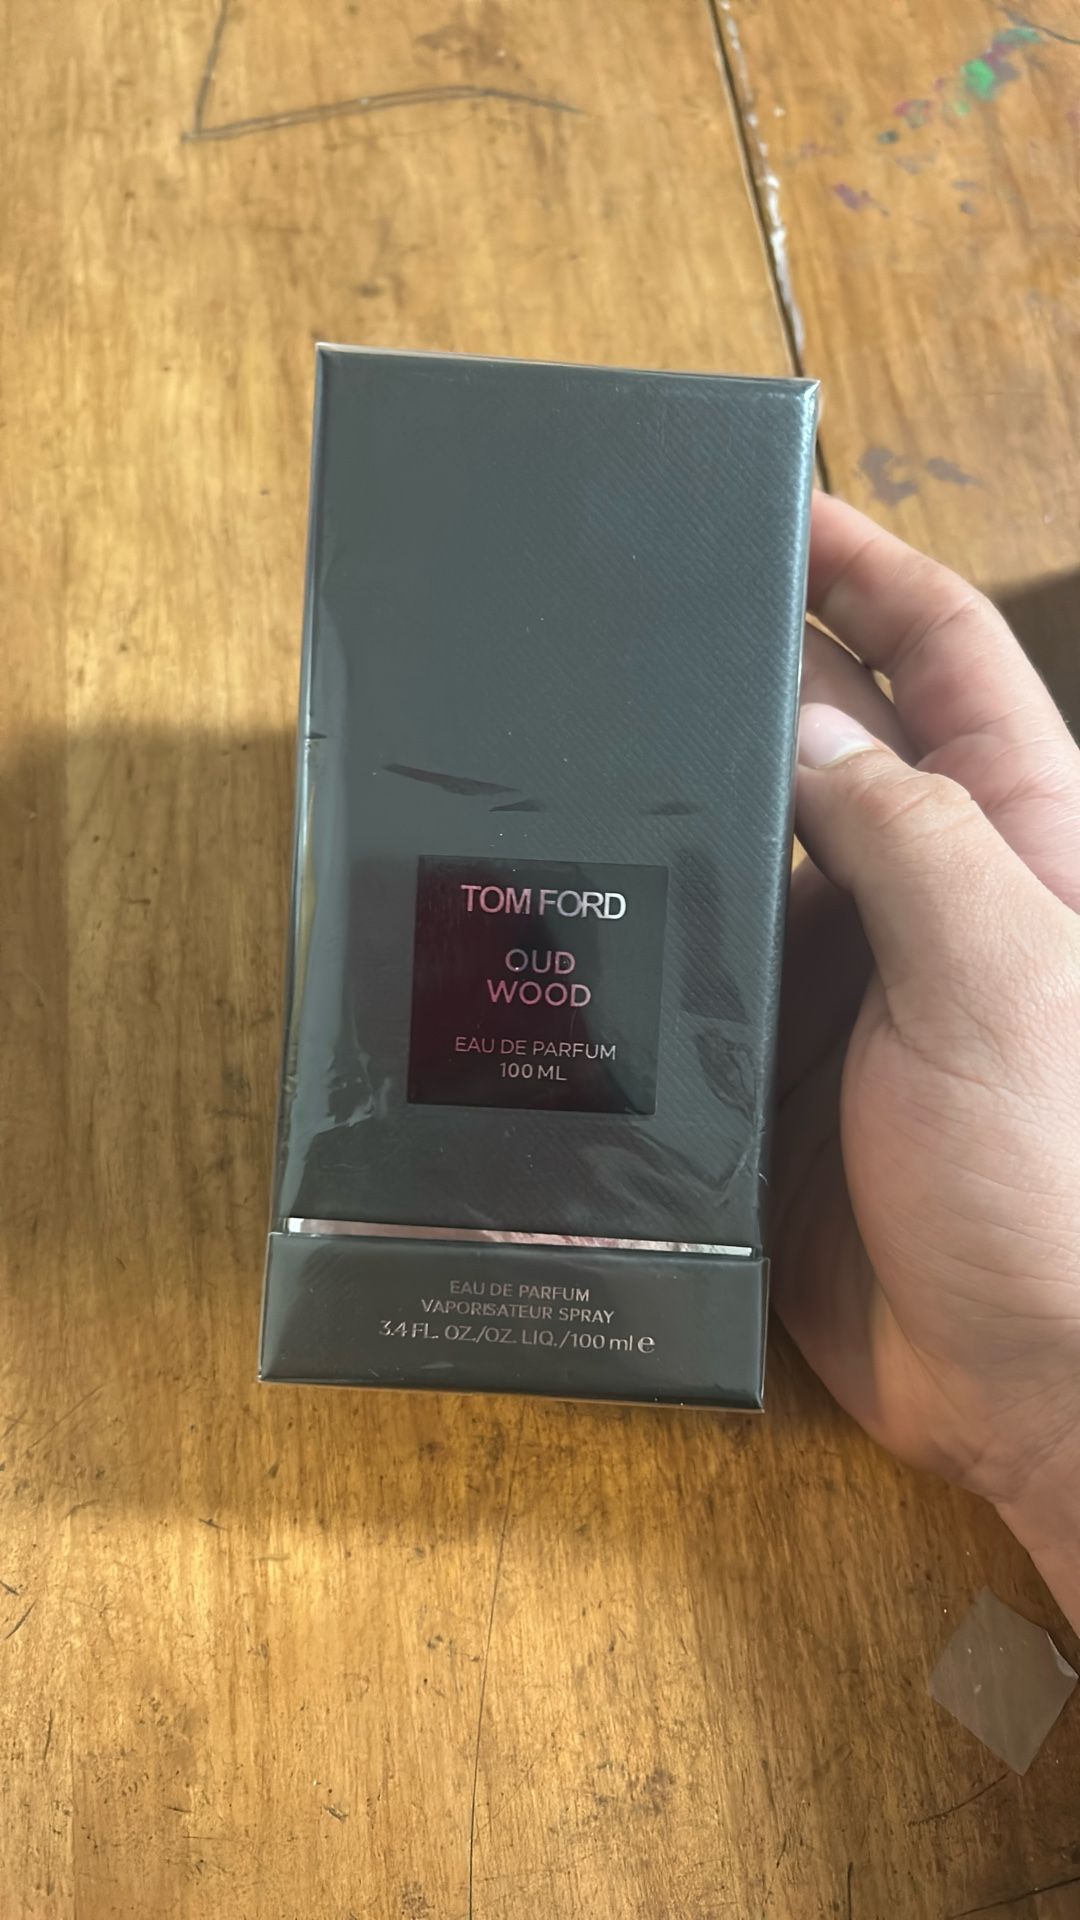 TOM FORD
OUD
WOOD
EAU DE PARFUM
100 ML
EAU DE PARFUM
VAPORISATEUR SPRAY
3.4 FL. OZ./OZ. LIQ./100 ml ℮